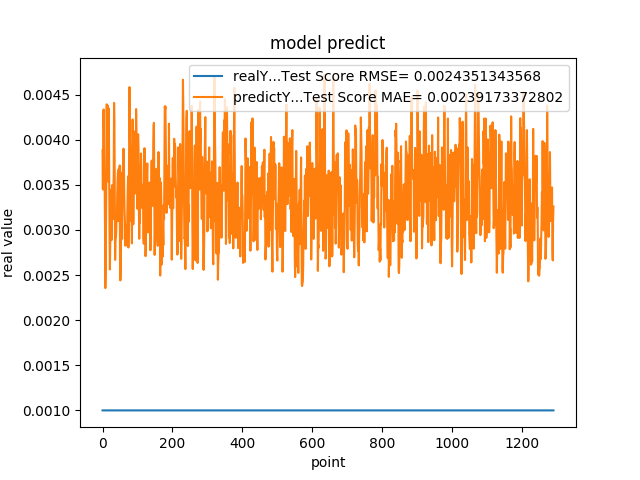 model predict
realY...Test Score RMSE= 0.0024351343568
predictY...Test Score MAE= 0.00239173372802
0.0045
0.0040
0.0035
0.0030
0.0025
0.0020
0.0015
0.0010
real value
0 200 400 600 800 1000 1200
point